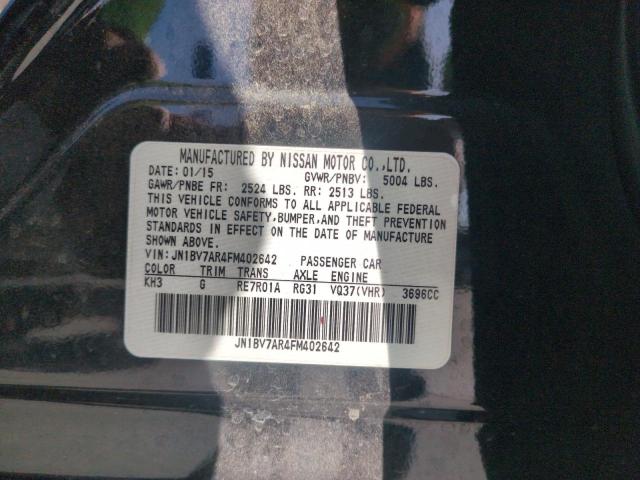 MANUFACTURED BY NISSAN MOTOR CO.,LTD.
DATE: 01/15 GVWR/PNBV: 5004 LBS.
GAWR/PNBE FR: 2524 LBS. RR: 2513 LBS.
THIS VEHICLE CONFORMS TO ALL APPLICABLE FEDERAL
MOTOR VEHICLE SAFETY,BUMPER,AND THEFT PREVENTION
STANDARDS IN EFFECT ON THE DATE OF MANUFACTURE
SHOWN ABOVE.
VIN:JN1BV7AR4FM402642 PASSENGER CAR
COLOR TRIM TRANS AXLE ENGINE
KH3 G RE7R01A RG31 VQ37(VHR) 3696CC
JN1BV7AR4FM402642